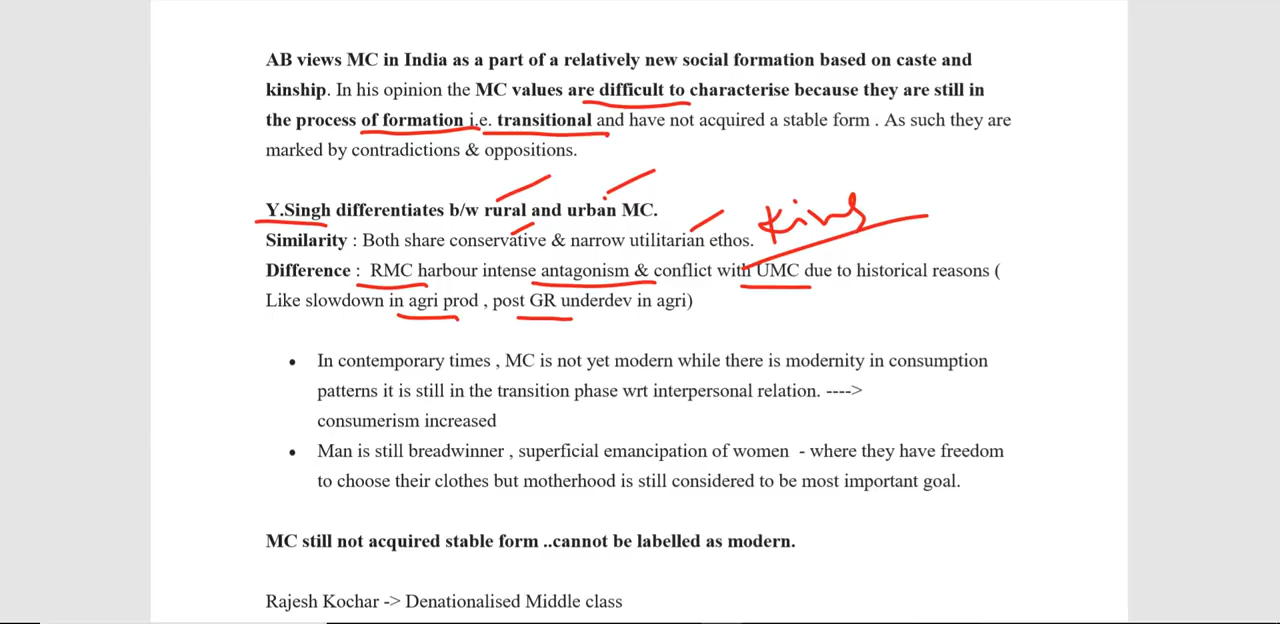 AB views MC in India as a part of a relatively new social formation based on caste and
kinship. In his opinion the MC values are difficult to characterise because they are still in
the process of formation i.e. transitional and have not acquired a stable form . As such they are
marked by contradictions & oppositions.
Y.Singh differentiates b/w rural and urban MC.
Similarity : Both share conservative & narrow utilitarian ethos.
Difference : RMC harbour intense antagonism & conflict with UMC due to historical reasons (
Like slowdown in agri prod , post GR underdev in agri)
• In contemporary times , MC is not yet modern while there is modernity in consumption
patterns it is still in the transition phase wrt interpersonal relation. ---->
consumerism increased
• Man is still breadwinner , superficial emancipation of women - where they have freedom
to choose their clothes but motherhood is still considered to be most important goal.
MC still not acquired stable form ..cannot be labelled as modern.
Rajesh Kochar -> Denationalised Middle class